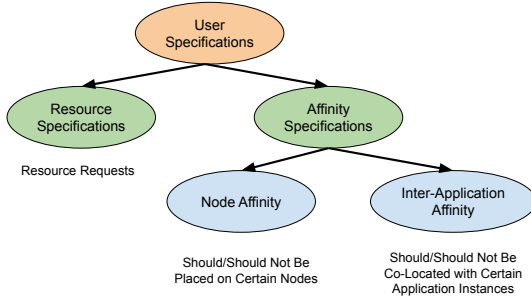 User
Specifications
Resource
Specifications
Affinity
Specifications
Resource Requests
Node Affinity
Inter-Application
Affinity
Should/Should Not Be
Placed on Certain Nodes
Should/Should Not Be
Co-Located with Certain
Application Instances